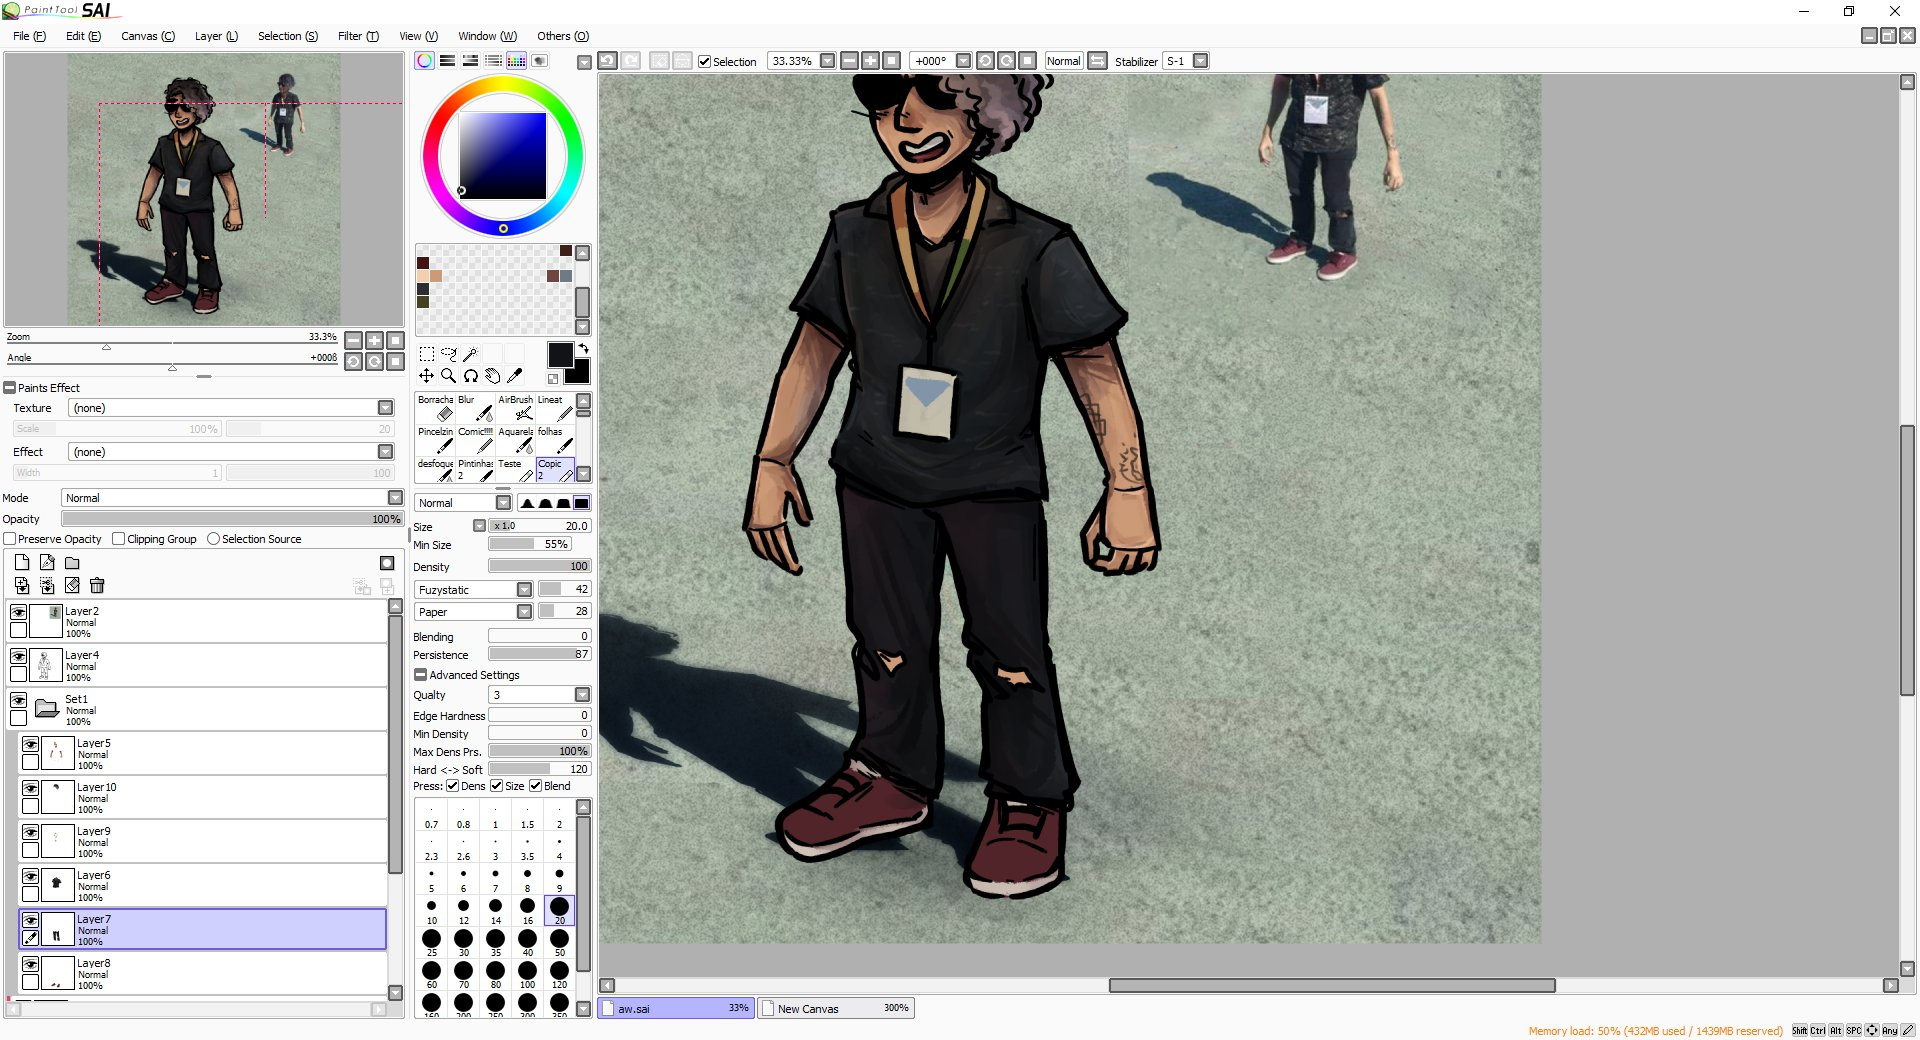 PaintTool SAI
File (F) Edit (E) Canvas (C) Layer (L) Selection (S) Filter (T) View (V) Window (W) Others (O)
Selection 33.33% +000° Normal Stabilizer S-1
Zoom 33.3%
Angle +000ß
Paints Effect
Texture (none)
Scale 100% 20
Effect (none)
Width 1 100
Mode Normal
Opacity 100%
Preserve Opacity Clipping Group Selection Source
Layer2
Normal
100%
Layer4
Normal
100%
Set1
Normal
100%
Layer5
Normal
100%
Layer10
Normal
100%
Layer9
Normal
100%
Layer6
Normal
100%
Layer7
Normal
100%
Layer8
Normal
100%
Borracha Blur AirBrush Lineat
Pincelzin Comic!!!! Aquarela folhas
desfoque Pintinhas 2 Teste Copic 2
Normal
Size x 1.0 20.0
Min Size 55%
Density 100
Fuzystatic 42
Paper 28
Blending 0
Persistence 87
Advanced Settings
Qualty 3
Edge Hardness 0
Min Density 0
Max Dens Prs. 100%
Hard <-> Soft 120
Press: Dens Size Blend
0.7 0.8 1 1.5 2
2.3 2.6 3 3.5 4
5 6 7 8 9
10 12 14 16 20
25 30 35 40 50
60 70 80 100 120
160 200 250 300 350
aw.sai 33% New Canvas 300%
Memory load: 50% (432MB used / 1439MB reserved) Shift Ctrl Alt SPC Any